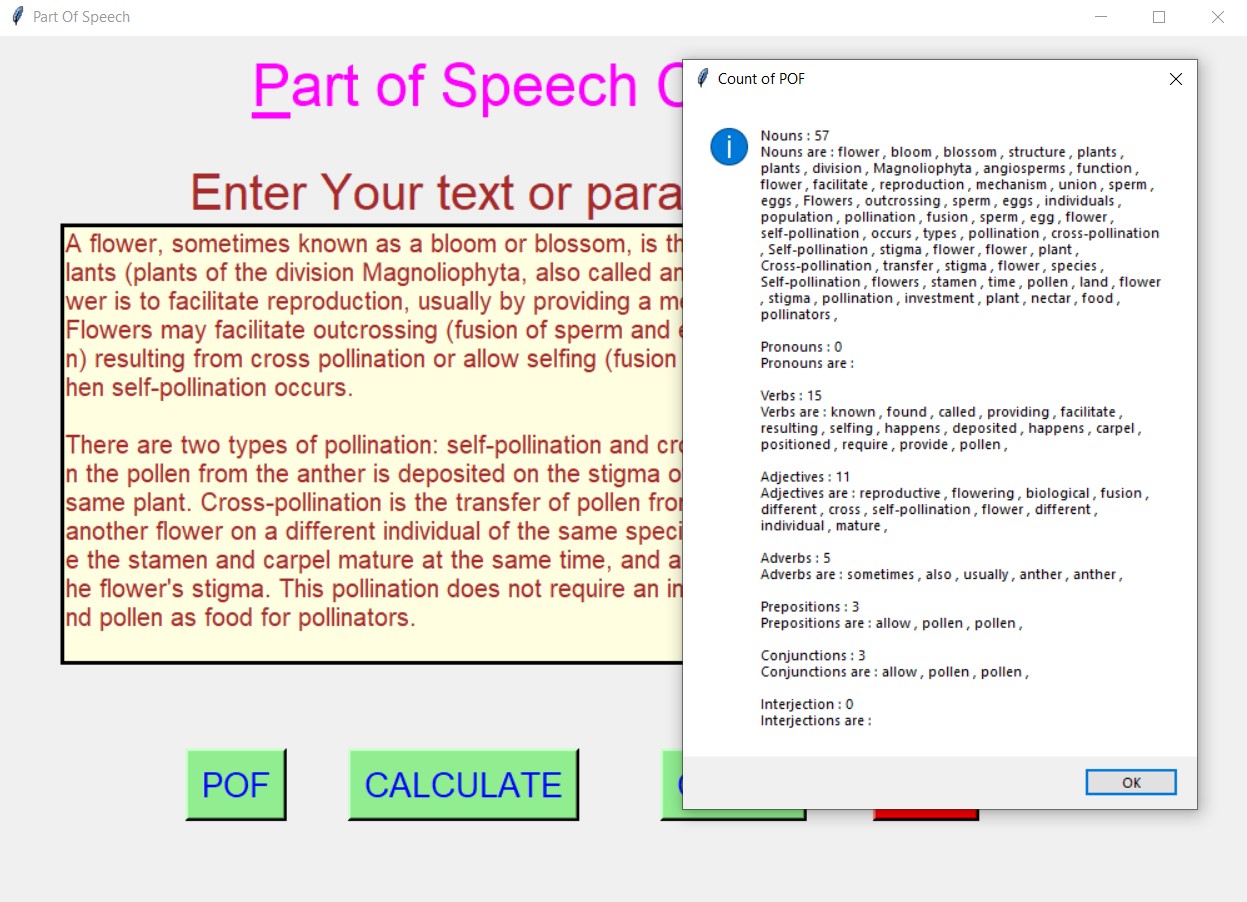 Part Of Speech
Part of Speech
Enter Your text or para
A flower, sometimes known as a bloom or blossom, is th
lants (plants of the division Magnoliophyta, also called an
wer is to facilitate reproduction, usually by providing a me
Flowers may facilitate outcrossing (fusion of sperm and e
n) resulting from cross pollination or allow selfing (fusion
hen self-pollination occurs.
There are two types of pollination: self-pollination and cro
n the pollen from the anther is deposited on the stigma o
same plant. Cross-pollination is the transfer of pollen from
another flower on a different individual of the same speci
e the stamen and carpel mature at the same time, and a
he flower's stigma. This pollination does not require an in
nd pollen as food for pollinators.
POF
CALCULATE
Count of POF
Nouns : 57
Nouns are : flower , bloom , blossom , structure , plants ,
plants , division , Magnoliophyta , angiosperms , function ,
flower , facilitate , reproduction , mechanism , union , sperm ,
eggs , Flowers , outcrossing , sperm , eggs , individuals ,
population , pollination , fusion , sperm , egg , flower ,
self-pollination , occurs , types , pollination , cross-pollination
, Self-pollination , stigma , flower , flower , plant ,
Cross-pollination , transfer , stigma , flower , species ,
Self-pollination , flowers , stamen , time , pollen , land , flower
, stigma , pollination , investment , plant , nectar , food ,
pollinators ,
Pronouns : 0
Pronouns are :
Verbs : 15
Verbs are : known , found , called , providing , facilitate ,
resulting , selfing , happens , deposited , happens , carpel ,
positioned , require , provide , pollen ,
Adjectives : 11
Adjectives are : reproductive , flowering , biological , fusion ,
different , cross , self-pollination , flower , different ,
individual , mature ,
Adverbs : 5
Adverbs are : sometimes , also , usually , anther , anther ,
Prepositions : 3
Prepositions are : allow , pollen , pollen ,
Conjunctions : 3
Conjunctions are : allow , pollen , pollen ,
Interjection : 0
Interjections are :
OK